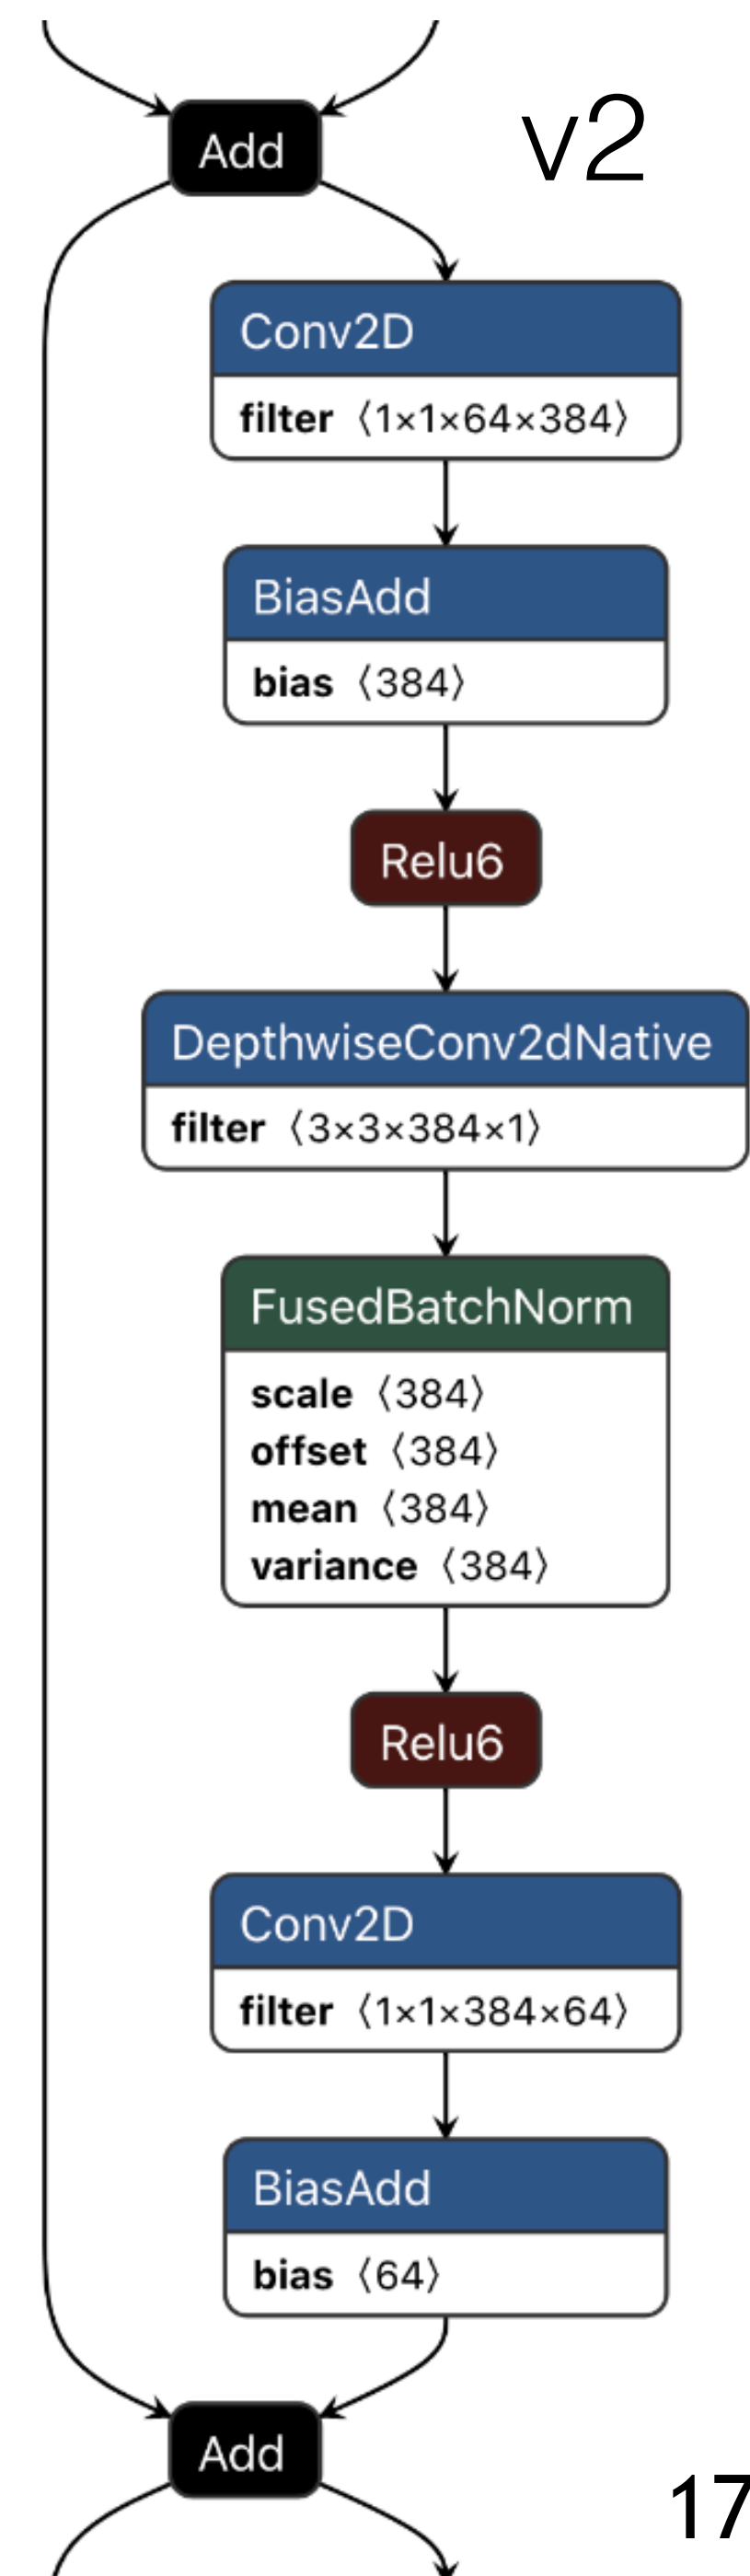 Add
v2
Conv2D
filter ⟨1×1×64×384⟩
BiasAdd
bias ⟨384⟩
Relu6
DepthwiseConv2dNative
filter ⟨3×3×384×1⟩
FusedBatchNorm
scale ⟨384⟩
offset ⟨384⟩
mean ⟨384⟩
variance ⟨384⟩
Relu6
Conv2D
filter ⟨1×1×384×64⟩
BiasAdd
bias ⟨64⟩
Add
17